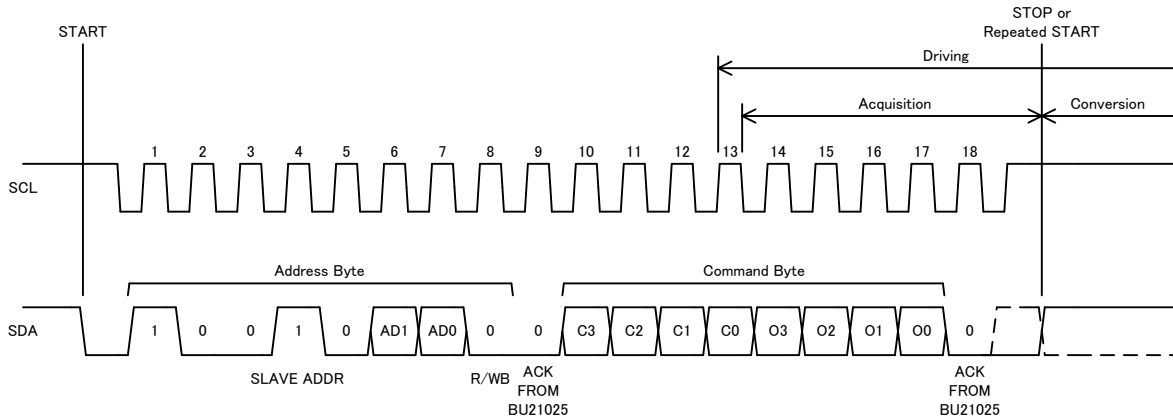 STOP or
START
Repeated START
Driving
Acquisition
Conversion
1 2 3 4 5 6 7 8 9 10 11 12 13 14 15 16 17 18
SCL
Address Byte
Command Byte
SDA
1 0 0 1 0 AD1 AD0 0 0 C3 C2 C1 C0 O3 O2 O1 O0 0
SLAVE ADDR
R/WB
ACK
FROM
BU21025
ACK
FROM
BU21025